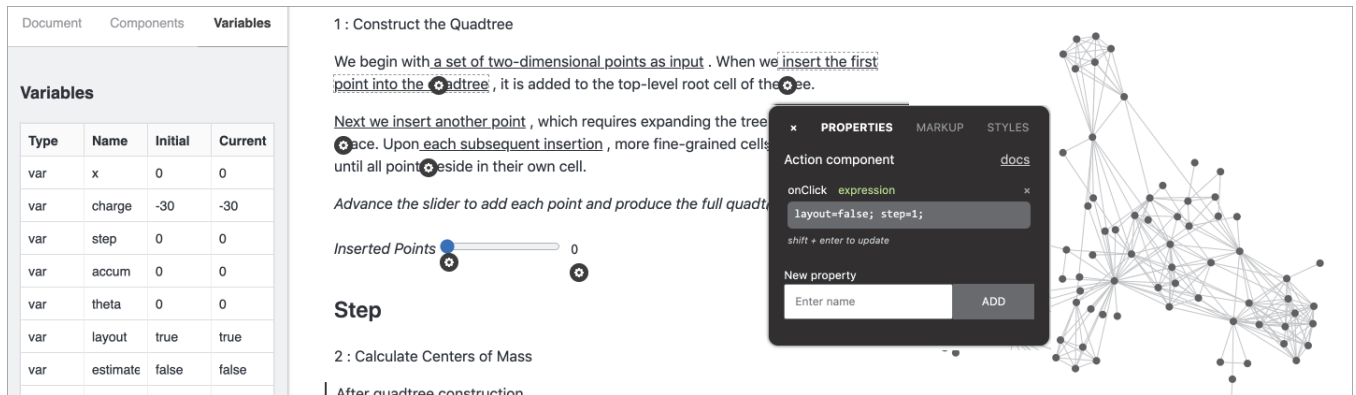 Document Components Variables
Variables
Type Name Initial Current
var x 0 0
var charge -30 -30
var step 0 0
var accum 0 0
var theta 0 0
var layout true true
var estimate false false
1 : Construct the Quadtree
We begin with a set of two-dimensional points as input . When we insert the first
point into the adtree , it is added to the top-level root cell of the ee.
Next we insert another point , which requires expanding the tree
ace. Upon each subsequent insertion , more fine-grained cells
until all point eside in their own cell.
Advance the slider to add each point and produce the full quadt
Inserted Points 0
Step
2 : Calculate Centers of Mass
After quadtree construction
× PROPERTIES MARKUP STYLES
Action component docs
onClick expression ×
layout=false; step=1;
shift + enter to update
New property
Enter name ADD